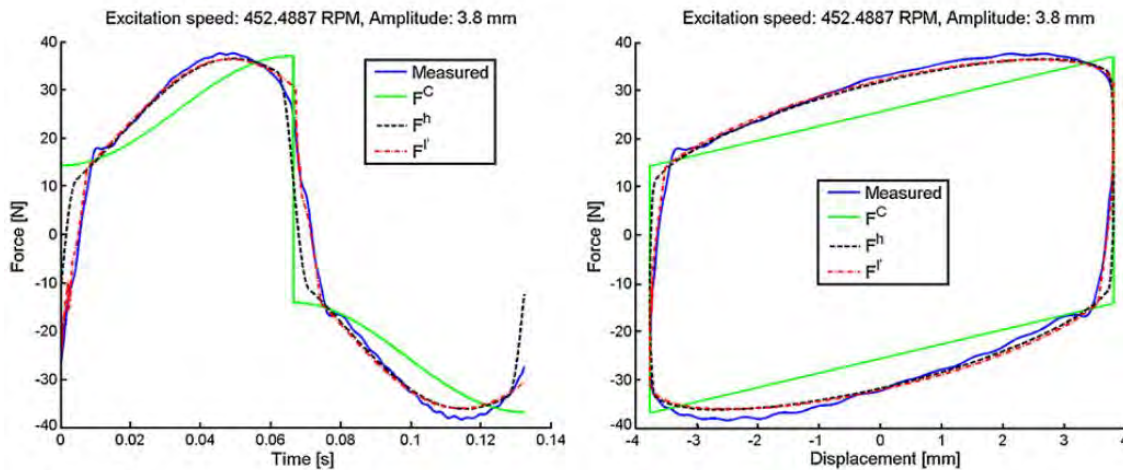 Excitation speed: 452.4887 RPM, Amplitude: 3.8 mm
40
30
20
10
0
-10
-20
-30
-40
Force [N]
Measured
F^C
F^h
F^l'
0
0.02
0.04
0.06
0.08
0.1
0.12
0.14
Time [s]
Excitation speed: 452.4887 RPM, Amplitude: 3.8 mm
40
30
20
10
0
-10
-20
-30
-40
Force [N]
Measured
F^C
F^h
F^l'
-4
-3
-2
-1
0
1
2
3
4
Displacement [mm]